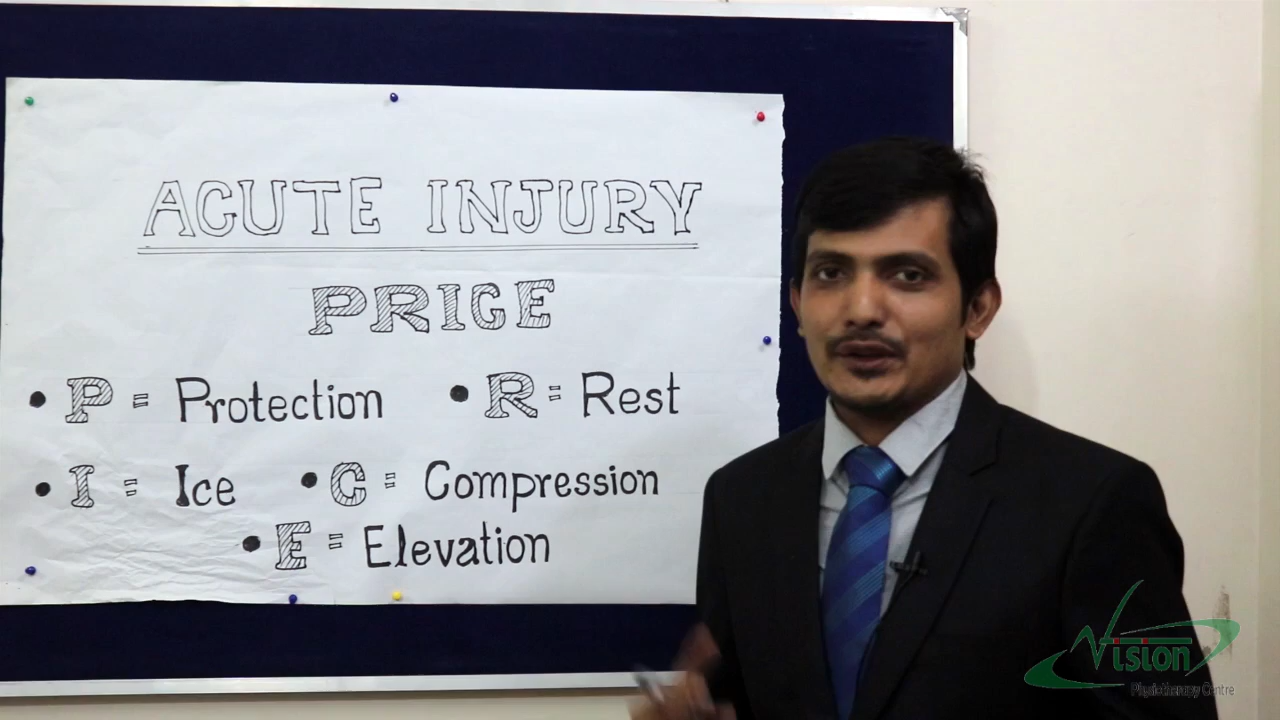 ACUTE INJURY
PRICE
• P = Protection • R = Rest
• I = Ice • C = Compression
• E = Elevation
Vision
Physiotherapy Centre